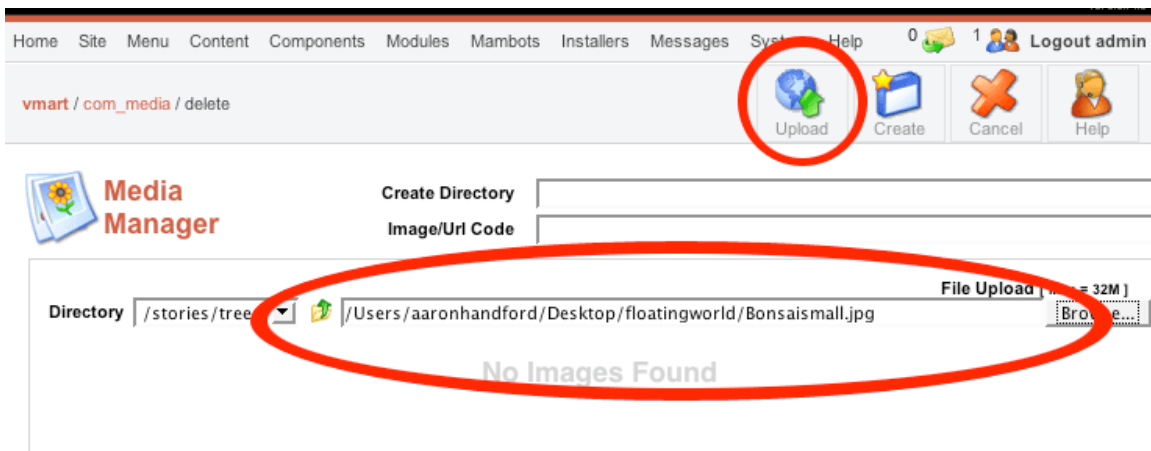 Home Site Menu Content Components Modules Mambots Installers Messages Help 0 1 Logout admin
vmart / com_media / delete
Upload Create Cancel Help
Media
Manager
Create Directory
Image/Url Code
File Upload [ = 32M ]
Directory /stories/tree /Users/aaronhandford/Desktop/floatingworld/Bonsaismall.jpg Browse...
No Images Found